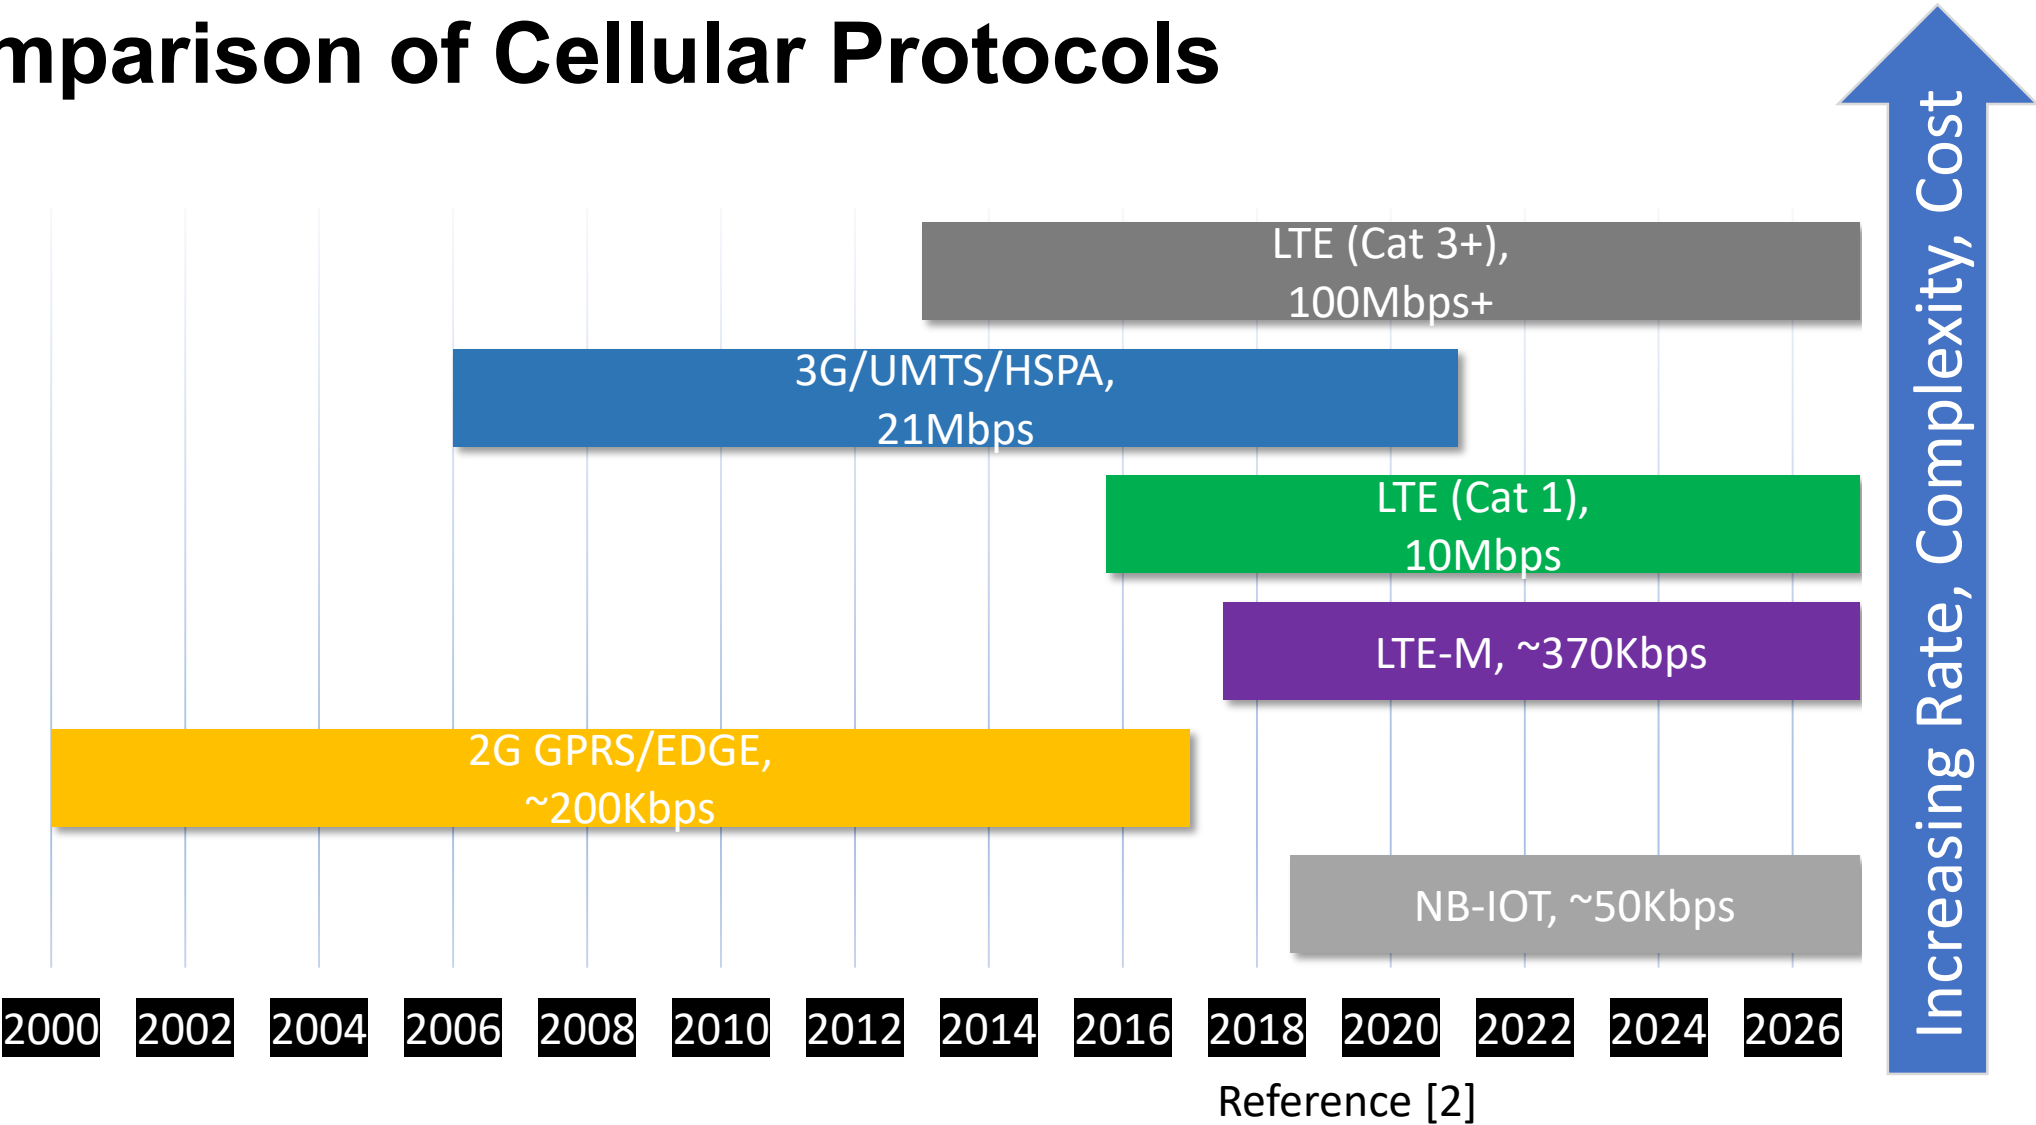 mparison of Cellular Protocols
LTE (Cat 3+),
100Mbps+
3G/UMTS/HSPA,
21Mbps
LTE (Cat 1),
10Mbps
LTE-M, ~370Kbps
2G GPRS/EDGE,
~200Kbps
NB-IOT, ~50Kbps
2000 2002 2004 2006 2008 2010 2012 2014 2016 2018 2020 2022 2024 2026
Reference [2]
Increasing Rate, Complexity, Cost